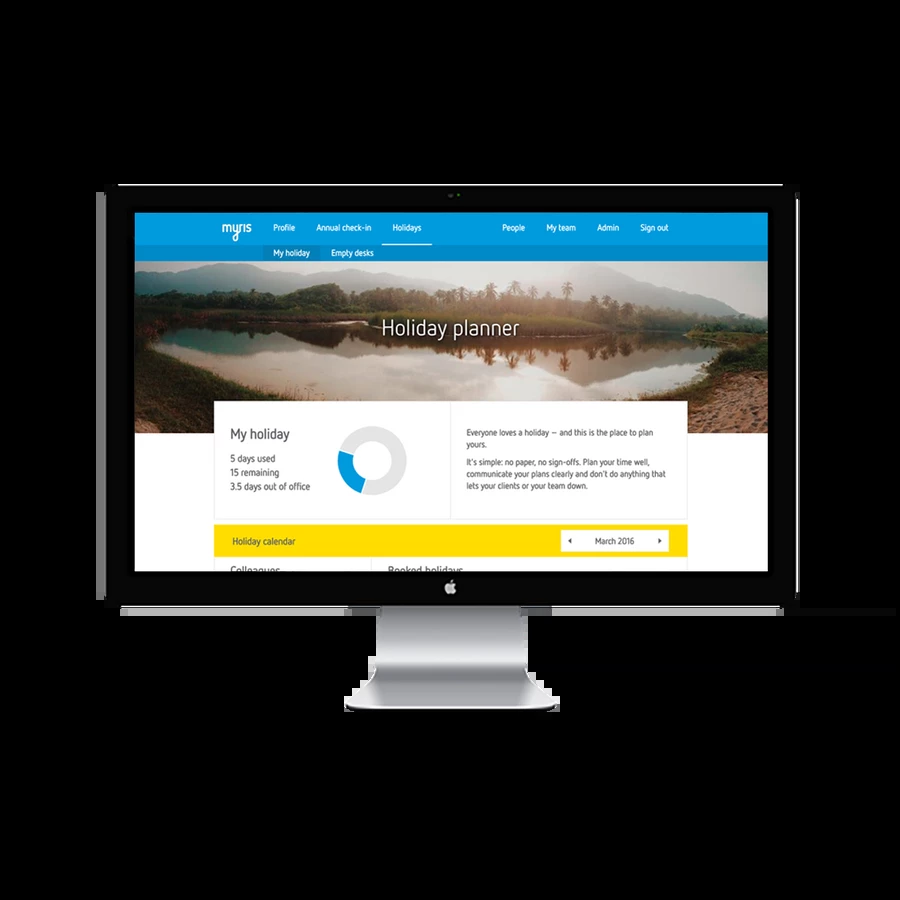 myris Profile Annual check-in Holidays People My team Admin Sign out
My holiday Empty desks
Holiday planner
My holiday
5 days used
15 remaining
3.5 days out of office
Everyone loves a holiday – and this is the place to plan
yours.
It's simple: no paper, no sign-offs. Plan your time well,
communicate your plans clearly and don't do anything that
lets your clients or your team down.
Holiday calendar March 2016
Colleagues Booked holidays